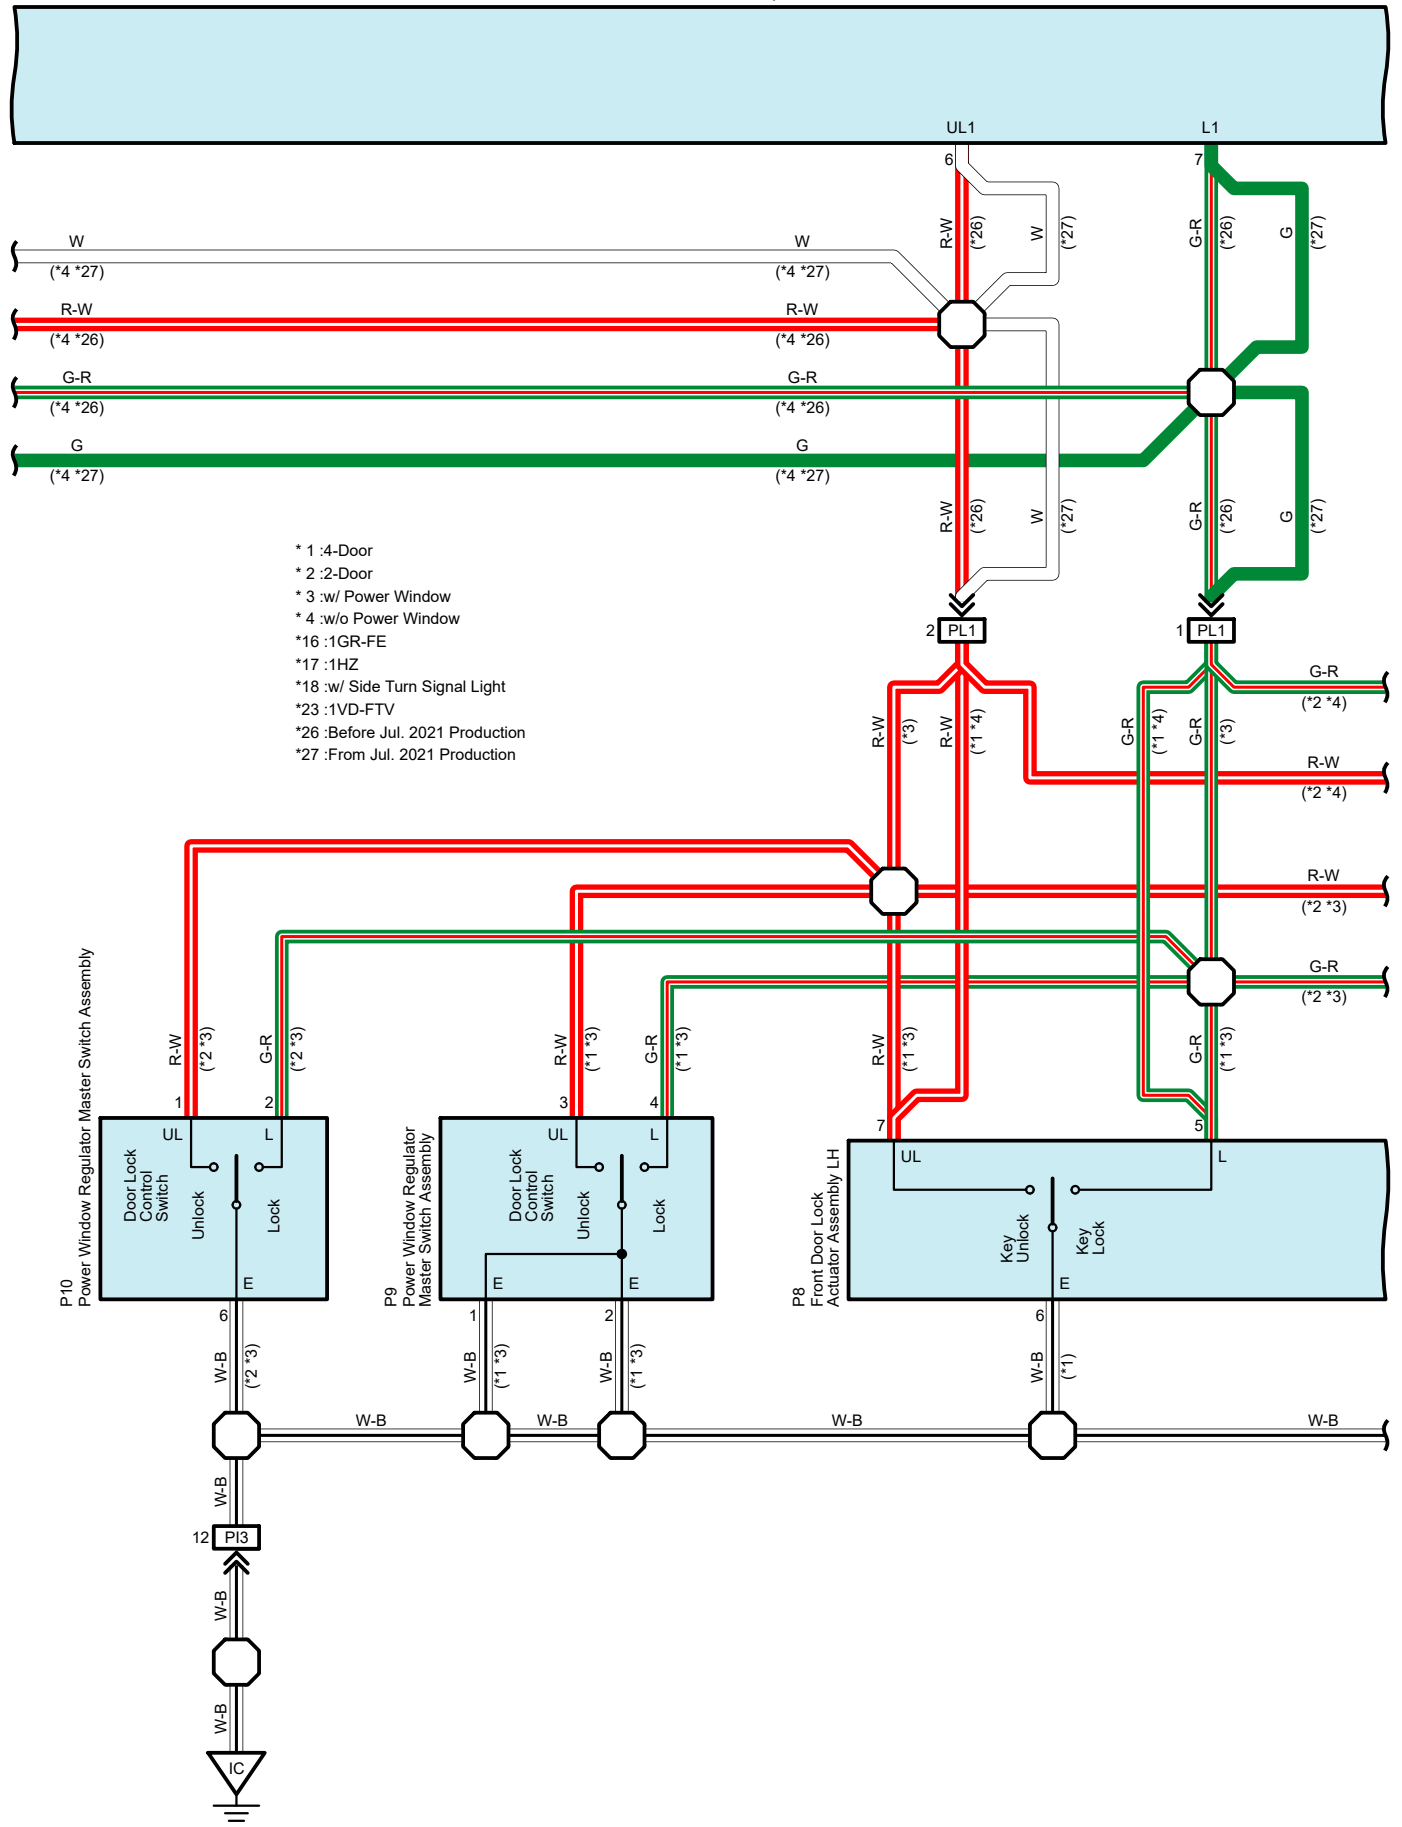 UL1
L1
6
7
R-W
(*26)
W
(*27)
G-R
(*26)
G
(*27)
W
(*4 *27)
W
(*4 *27)
R-W
(*4 *26)
R-W
(*4 *26)
G-R
(*4 *26)
G-R
(*4 *26)
G
(*4 *27)
G
(*4 *27)
R-W
(*26)
W
(*27)
G-R
(*26)
G
(*27)
* 1 :4-Door
* 2 :2-Door
* 3 :w/ Power Window
* 4 :w/o Power Window
*16 :1GR-FE
*17 :1HZ
*18 :w/ Side Turn Signal Light
*23 :1VD-FTV
*26 :Before Jul. 2021 Production
*27 :From Jul. 2021 Production
2
PL1
1
PL1
G-R
(*2 *4)
R-W
(*3)
R-W
(*1 *4)
G-R
(*1 *4)
G-R
(*3)
R-W
(*2 *4)
R-W
(*2 *3)
G-R
(*2 *3)
R-W
(*2 *3)
G-R
(*2 *3)
R-W
(*1 *3)
G-R
(*1 *3)
R-W
(*1 *3)
G-R
(*1 *3)
P10
Power Window Regulator Master Switch Assembly
1
2
UL
L
Door Lock
Control
Switch
Unlock
Lock
E
6
P9
Power Window Regulator
Master Switch Assembly
3
4
UL
L
Door Lock
Control
Switch
Unlock
Lock
E
E
1
2
P8
Front Door Lock
Actuator Assembly LH
7
5
UL
L
Key
Unlock
Key
Lock
E
6
W-B
(*2 *3)
W-B
(*1 *3)
W-B
(*1 *3)
W-B
(*1)
W-B
W-B
W-B
W-B
W-B
12
PI3
W-B
W-B
IC